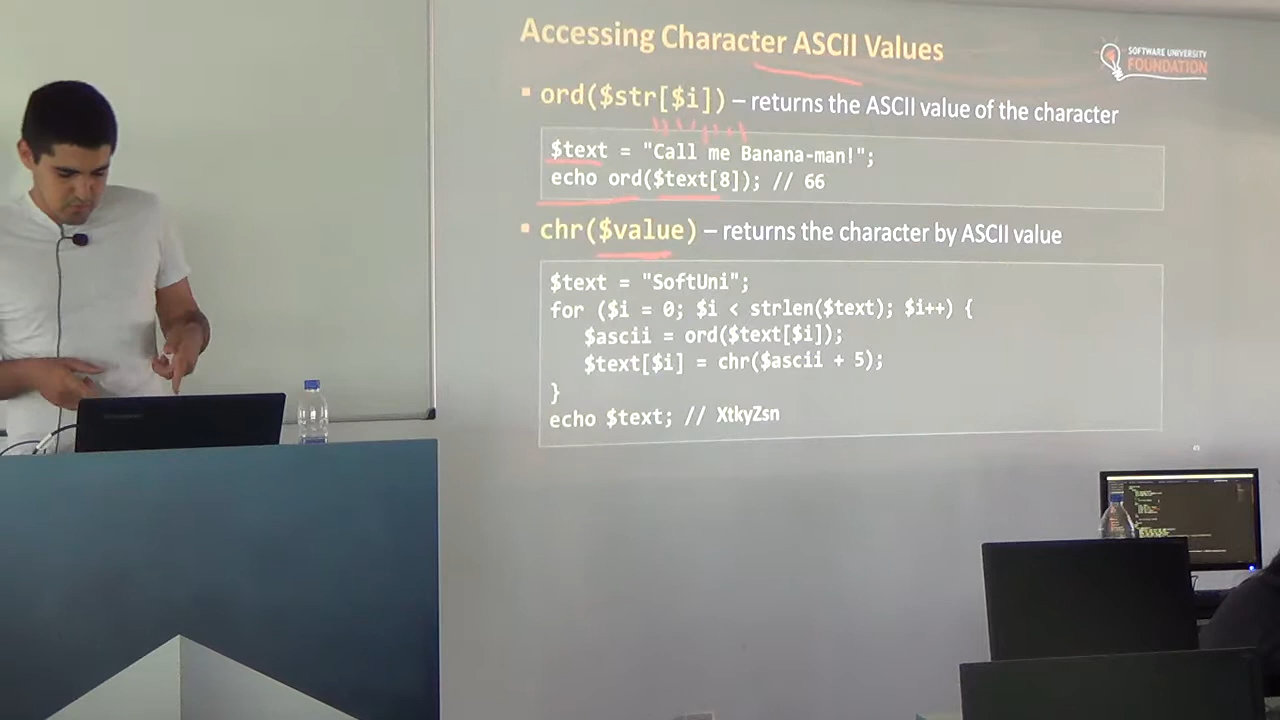 Accessing Character ASCII Values
SOFTWARE UNIVERSITY
FOUNDATION
ord($str[$i]) – returns the ASCII value of the character
$text = "Call me Banana-man!";
echo ord($text[8]); // 66
chr($value) – returns the character by ASCII value
$text = "SoftUni";
for ($i = 0; $i < strlen($text); $i++) {
$ascii = ord($text[$i]);
$text[$i] = chr($ascii + 5);
}
echo $text; // XtkyZsn